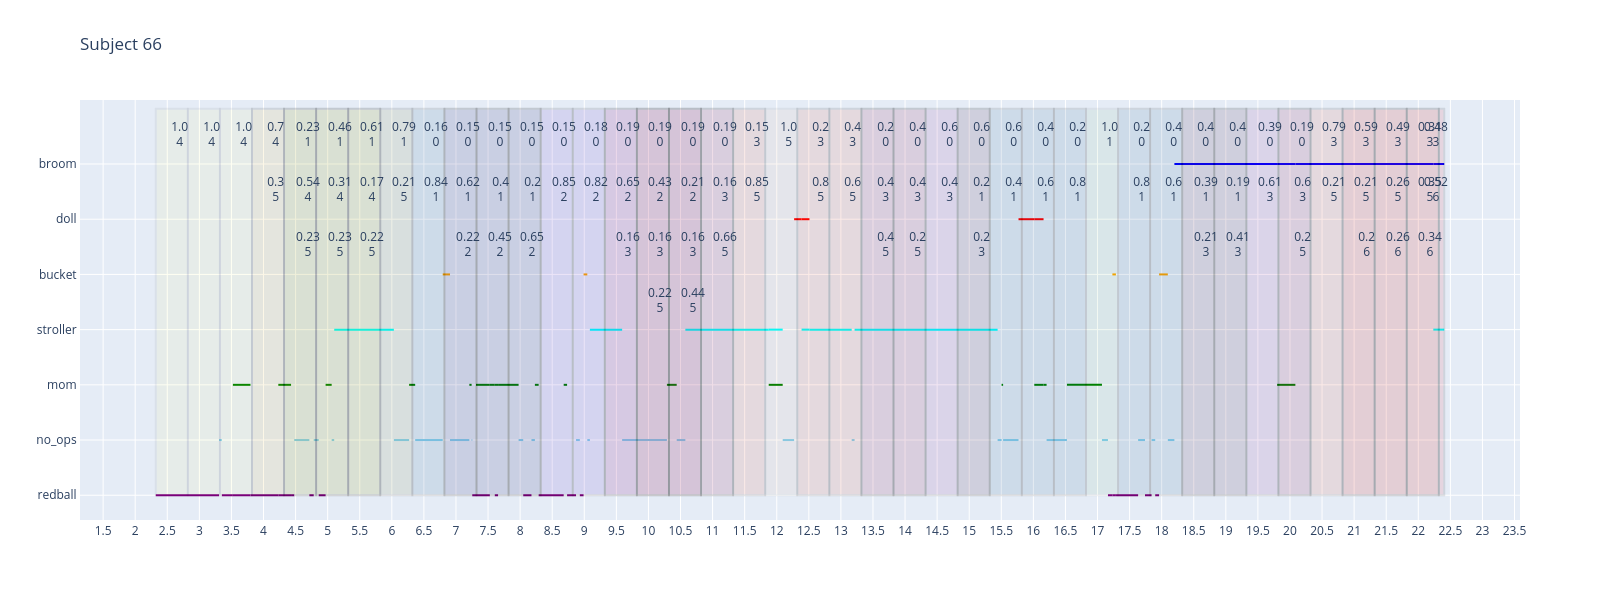 Subject 66
1.0 1.0 1.0 0.7 0.23 0.46 0.61 0.79 0.16 0.15 0.15 0.15 0.15 0.18 0.19 0.19 0.19 0.19 0.15 1.0 0.2 0.4 0.2 0.4 0.6 0.6 0.6 0.4 0.2 1.0 0.2 0.4 0.4 0.4 0.39 0.19 0.79 0.59 0.49
4 4 4 4 1 1 1 1 0 0 0 0 0 0 0 0 0 0 3 5 3 3 0 0 0 0 0 0 0 1 0 0 0 0 0 0 3 3 3
broom
0.3 0.54 0.31 0.17 0.21 0.84 0.62 0.4 0.2 0.85 0.82 0.65 0.43 0.21 0.16 0.85 0.8 0.6 0.4 0.4 0.4 0.2 0.4 0.6 0.8 0.8 0.6 0.39 0.19 0.61 0.6 0.21 0.21 0.26
5 4 4 4 5 1 1 1 1 2 2 2 2 2 3 5 5 5 3 3 3 1 1 1 1 1 1 1 1 3 3 5 5 5
doll
0.23 0.23 0.22 0.22 0.45 0.65 0.16 0.16 0.16 0.66 0.4 0.2 0.2 0.21 0.41 0.2 0.2 0.26 0.34
5 5 5 2 2 2 3 3 3 5 5 5 3 3 3 5 6 6 6
bucket
0.22 0.44
5 5
stroller
mom
no_ops
redball
1.5 2 2.5 3 3.5 4 4.5 5 5.5 6 6.5 7 7.5 8 8.5 9 9.5 10 10.5 11 11.5 12 12.5 13 13.5 14 14.5 15 15.5 16 16.5 17 17.5 18 18.5 19 19.5 20 20.5 21 21.5 22 22.5 23 23.5